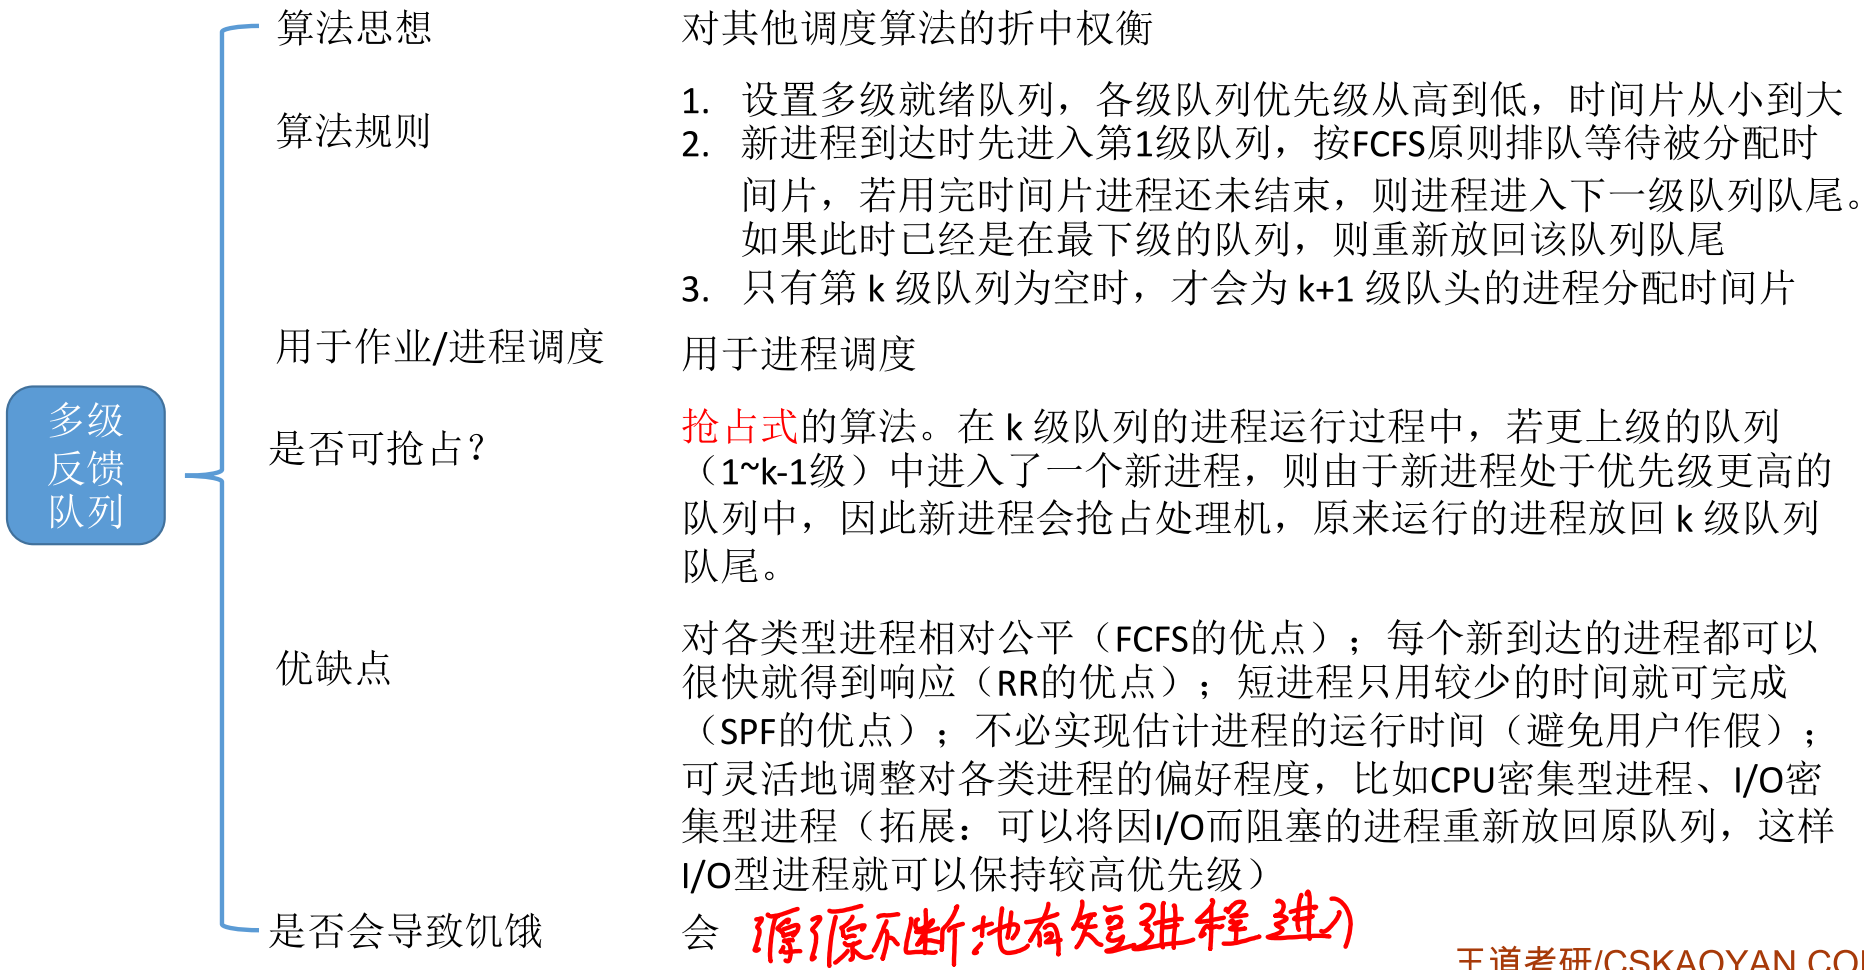 算法思想
对其他调度算法的折中权衡
算法规则
1. 设置多级就绪队列，各级队列优先级从高到低，时间片从小到大
2. 新进程到达时先进入第1级队列，按FCFS原则排队等待被分配时
间片，若用完时间片进程还未结束，则进程进入下一级队列队尾。
如果此时已经是在最下级的队列，则重新放回该队列队尾
3. 只有第 k 级队列为空时，才会为 k+1 级队头的进程分配时间片
用于作业/进程调度
用于进程调度
多级
反馈
队列
是否可抢占？
抢占式的算法。在 k 级队列的进程运行过程中，若更上级的队列
（1~k-1级）中进入了一个新进程，则由于新进程处于优先级更高的
队列中，因此新进程会抢占处理机，原来运行的进程放回 k 级队列
队尾。
优缺点
对各类型进程相对公平（FCFS的优点）；每个新到达的进程都可以
很快就得到响应（RR的优点）；短进程只用较少的时间就可完成
（SPF的优点）；不必实现估计进程的运行时间（避免用户作假）；
可灵活地调整对各类进程的偏好程度，比如CPU密集型进程、I/O密
集型进程（拓展：可以将因I/O而阻塞的进程重新放回原队列，这样
I/O型进程就可以保持较高优先级）
是否会导致饥饿
会 源源不断地有短进程进入
王道考研/CSKAOYAN.CO